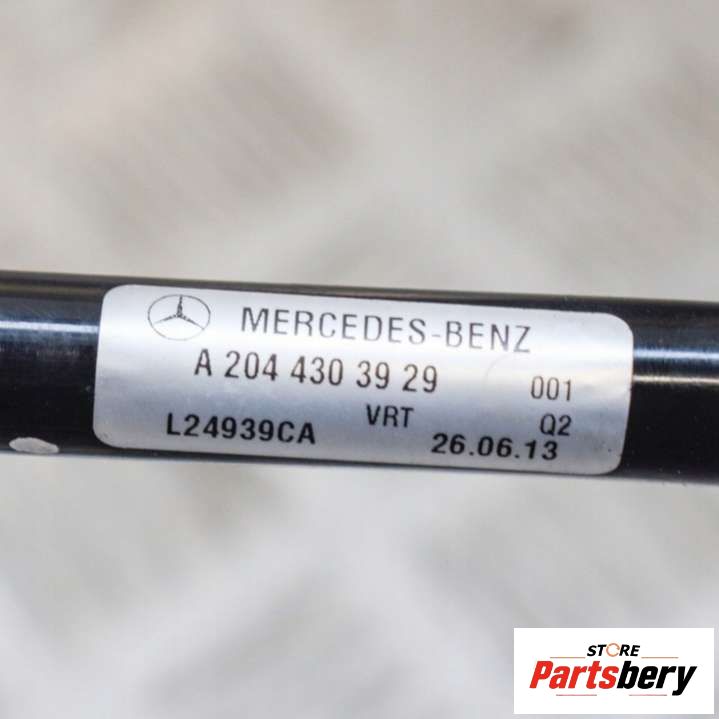 MERCEDES-BENZ
A 204 430 39 29 001
VRT Q2
L24939CA 26.06.13
STORE
Partsbery